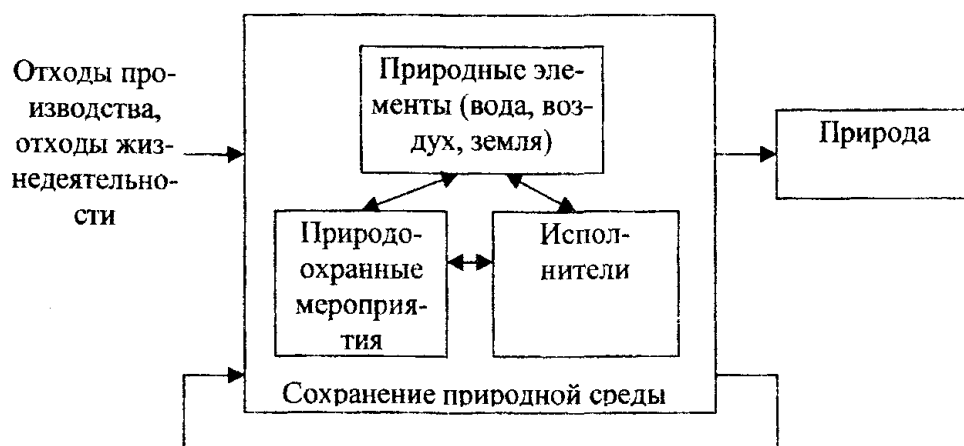 Отходы про-
изводства,
отходы жиз-
недеятельно-
сти
Природные эле-
менты (вода, воз-
дух, земля)
Природо-
охранные
мероприя-
тия
Испол-
нители
Сохранение природной среды
Природа